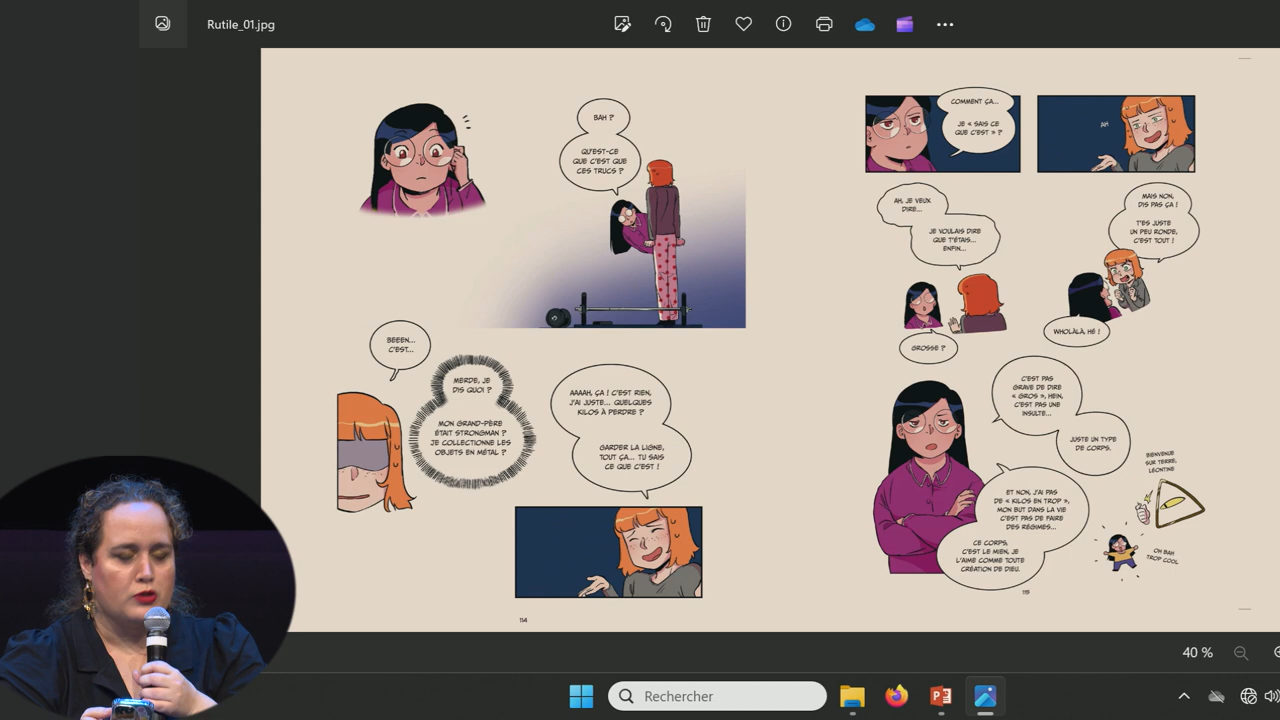 Rutile_01.jpg
BAH ?
QU'EST-CE
QUE C'EST QUE
CES TRUCS ?
BEEEN...
C'EST...
MERDE, JE
DIS QUOI ?
MON GRAND-PÈRE
ÉTAIT STRONGMAN ?
JE COLLECTIONNE LES
OBJETS EN MÉTAL ?
AAAAH, ÇA ! C'EST RIEN,
J'AI JUSTE... QUELQUES
KILOS À PERDRE ?
GARDER LA LIGNE,
TOUT ÇA... TU SAIS
CE QUE C'EST !
114
COMMENT ÇA...
JE « SAIS CE
QUE C'EST » ?
AH
AH, JE VEUX
DIRE...
JE VOULAIS DIRE
QUE T'ÉTAIS...
ENFIN...
GROSSE ?
MAIS NON,
DIS PAS ÇA !
T'ES JUSTE
UN PEU RONDE,
C'EST TOUT !
WHOLÀLÀ, HÉ !
C'EST PAS
GRAVE DE DIRE
« GROS », HEIN,
C'EST PAS UNE
INSULTE...
JUSTE UN TYPE
DE CORPS.
ET NON, J'AI PAS
DE « KILOS EN TROP »,
MON BUT DANS LA VIE
C'EST PAS DE FAIRE
DES RÉGIMES...
CE CORPS,
C'EST LE MIEN, JE
L'AIME COMME TOUTE
CRÉATION DE DIEU.
BIENVENUE
SUR TERRE,
LÉONTINE
OH BAH
TROP COOL
115
40 %
Rechercher